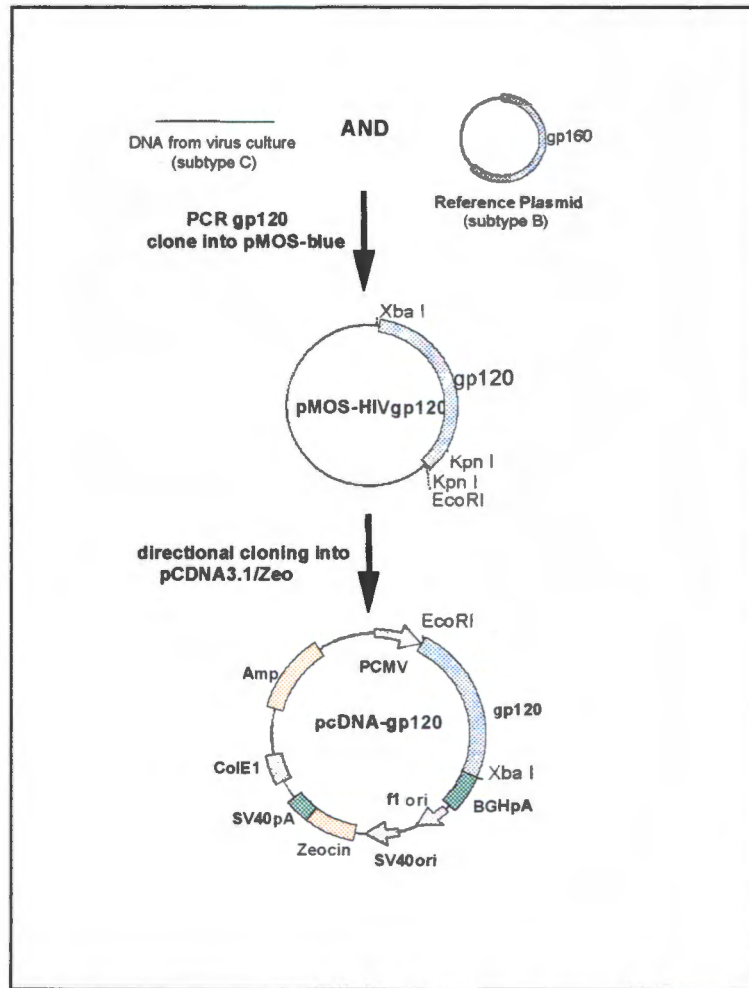 DNA from virus culture
(subtype C)
AND
gp160
Reference Plasmid
(subtype B)
PCR gp120
clone into pMOS-blue
Xba I
gp120
pMOS-HIVgp120
Kpn I
Kpn I
EcoRI
directional cloning into
pCDNA3.1/Zeo
EcoRI
PCMV
Amp
gp120
pcDNA-gp120
ColE1
Xba I
f1 ori
BGHpA
SV40pA
Zeocin
SV40ori